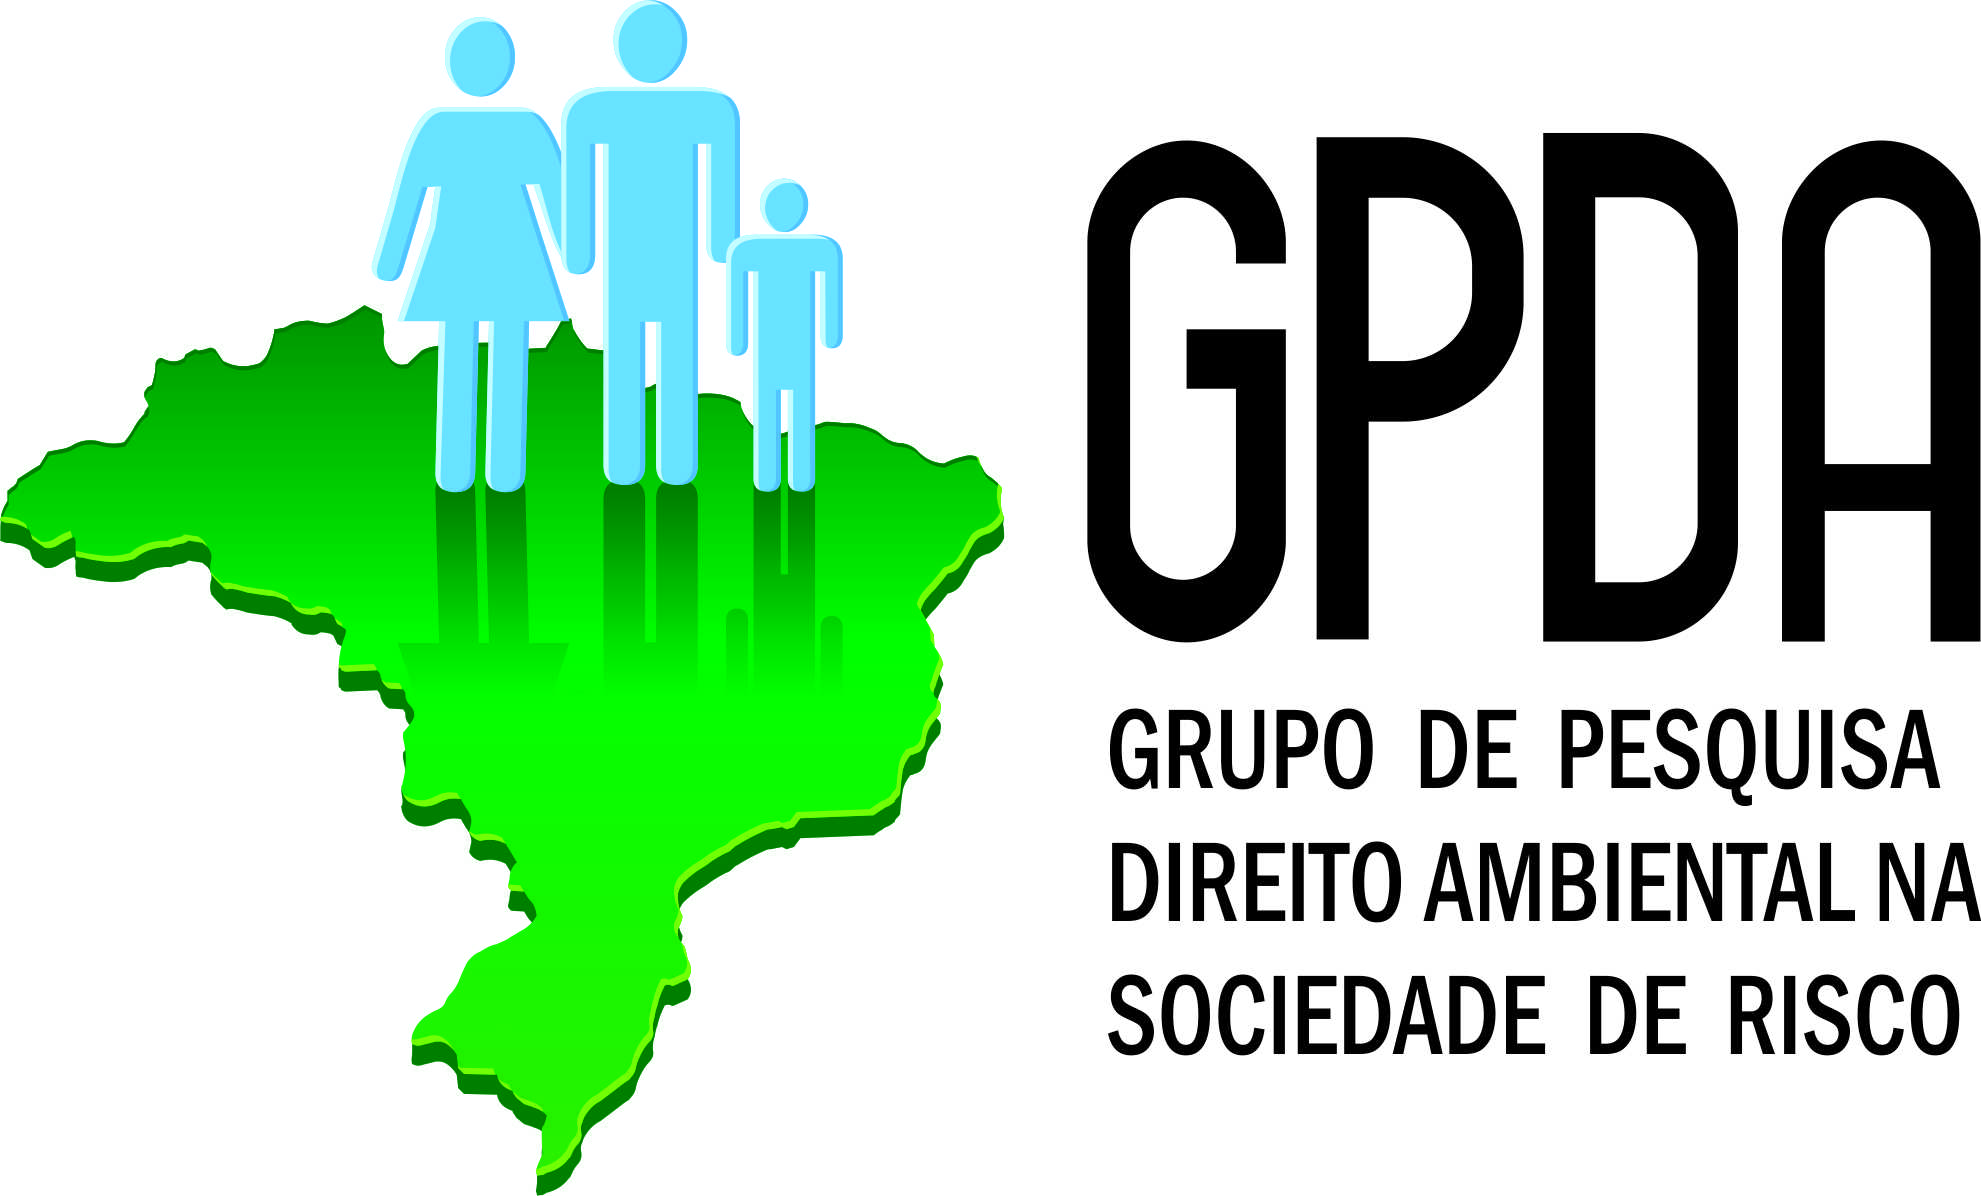 GPDA
GRUPO DE PESQUISA
DIREITO AMBIENTAL NA
SOCIEDADE DE RISCO